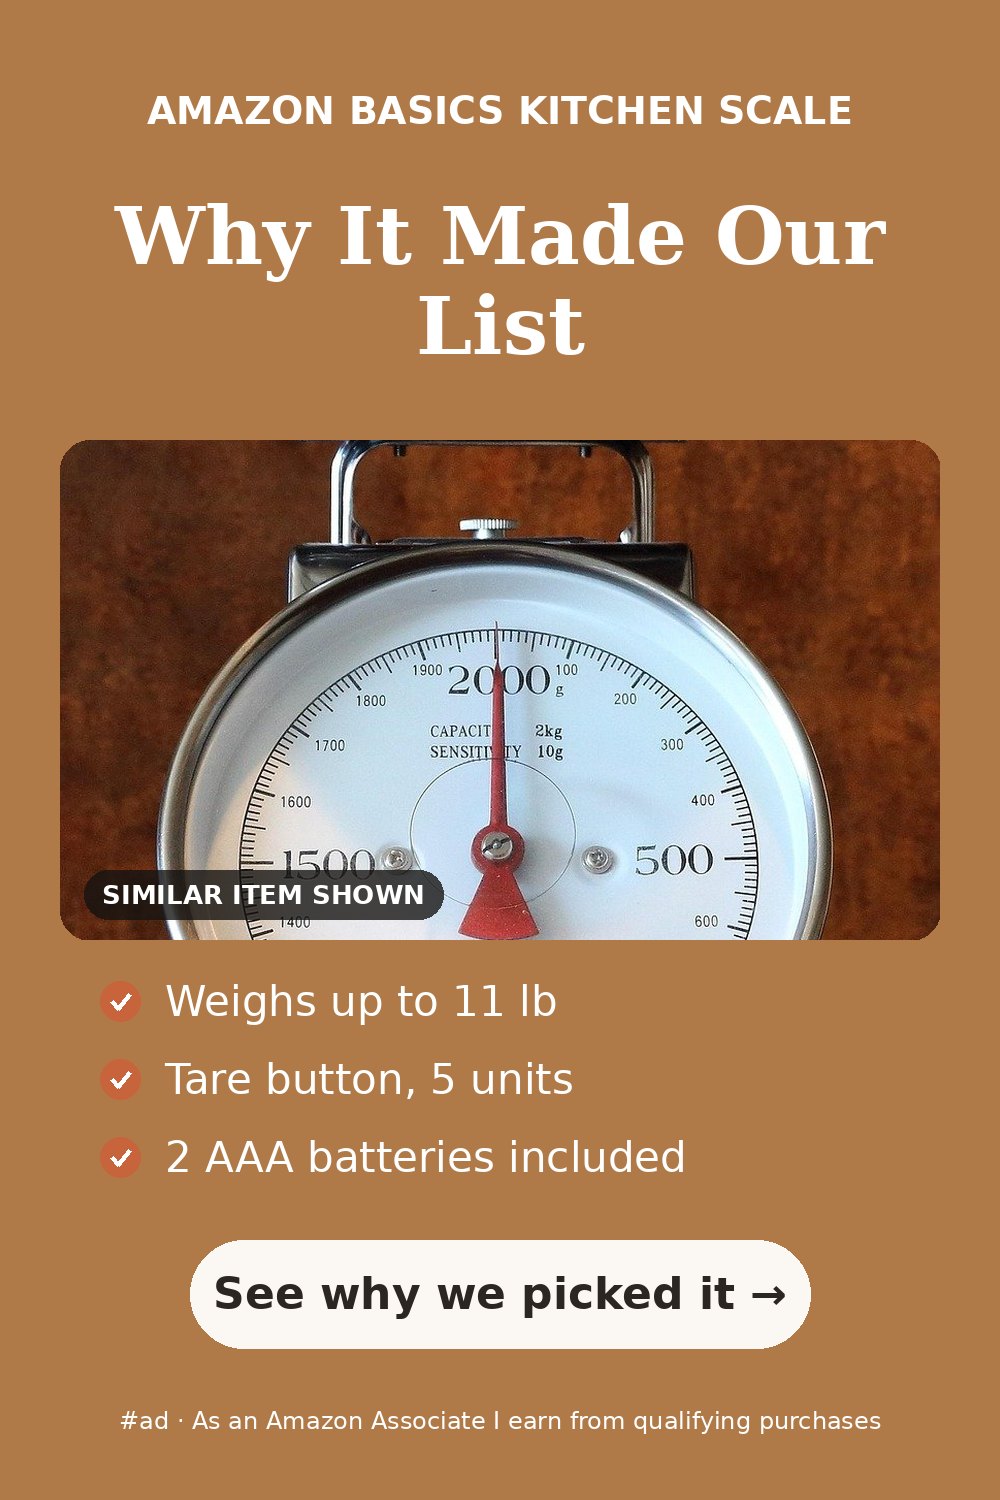 AMAZON BASICS KITCHEN SCALE
Why It Made Our
List
1900 2000 g 100
1800 200
CAPACITY 2kg
SENSITIVITY 10g
1700 300
1600 400
1500 500
SIMILAR ITEM SHOWN
1400 600
Weighs up to 11 lb
Tare button, 5 units
2 AAA batteries included
See why we picked it →
#ad · As an Amazon Associate I earn from qualifying purchases